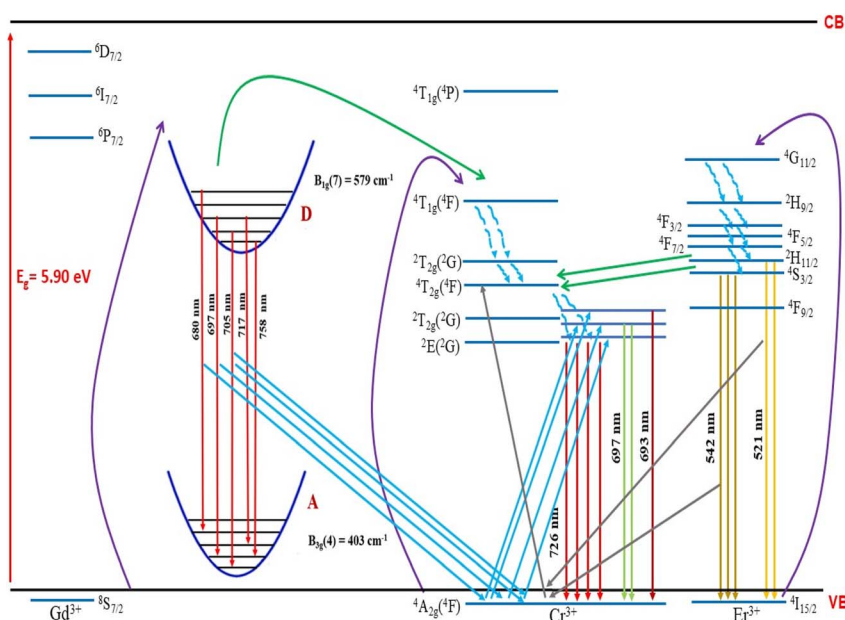 CB
⁶D₇/₂
⁶I₇/₂
⁶P₇/₂
E_g= 5.90 eV
B₁g(7) = 579 cm⁻¹
D
680 nm
697 nm
705 nm
717 nm
758 nm
A
B₃g(4) = 403 cm⁻¹
⁸S₇/₂
Gd³⁺
⁴T₁g(⁴P)
⁴T₁g(⁴F)
²T₂g(²G)
⁴T₂g(⁴F)
²T₂g(²G)
²E(²G)
726 nm
697 nm
693 nm
⁴A₂g(⁴F)
Cr³⁺
⁴G₁₁/₂
²H₉/₂
⁴F₃/₂
⁴F₅/₂
⁴F₇/₂
²H₁₁/₂
⁴S₃/₂
⁴F₉/₂
542 nm
521 nm
Er³⁺
⁴I₁₅/₂
VB